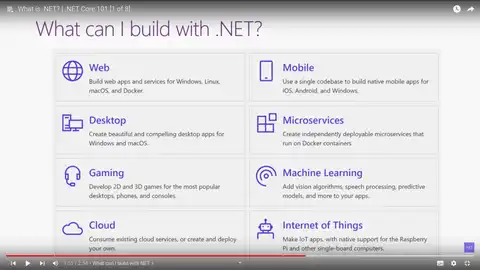 What is .NET? | .NET Core 101 [1 of 8]
What can I build with .NET?
Web
Build web apps and services for Windows, Linux,
macOS, and Docker.
Mobile
Use a single codebase to build native mobile apps for
iOS, Android, and Windows.
Desktop
Create beautiful and compelling desktop apps for
Windows and macOS.
Microservices
Create independently deployable microservices that
run on Docker containers
Gaming
Develop 2D and 3D games for the most popular
desktops, phones, and consoles.
Machine Learning
Add vision algorithms, speech processing, predictive
models, and more to your apps.
Cloud
Consume existing cloud services, or create and deploy
your own.
Internet of Things
Make IoT apps, with native support for the Raspberry
Pi and other single-board computers.
What can I build with .NET